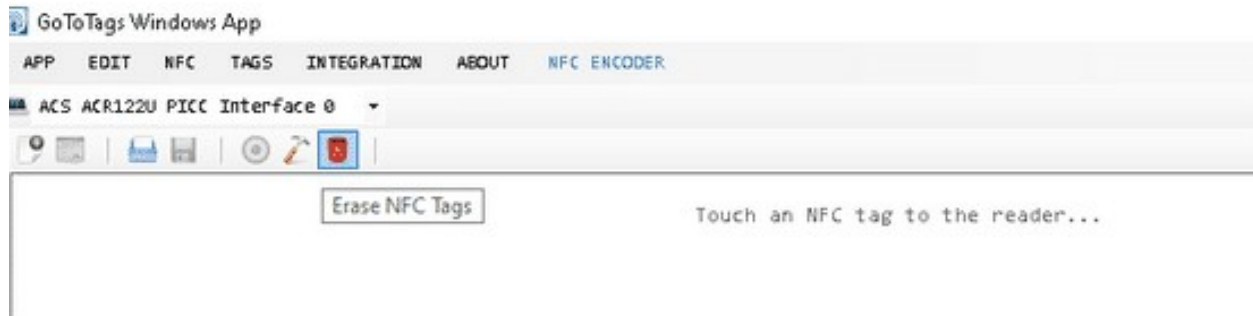 GoToTags Windows App
APP EDIT NFC TAGS INTEGRATION ABOUT NFC ENCODER
ACS ACR122U PICC Interface 0
Erase NFC Tags
Touch an NFC tag to the reader...